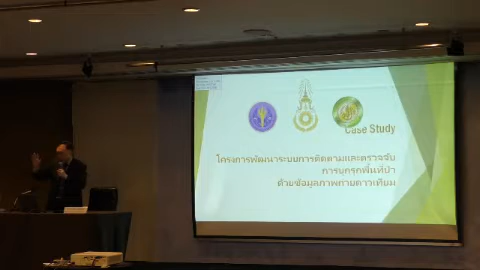 Case Study
โครงการพัฒนาระบบการติดตามและตรวจจับ
การบุกรุกพื้นที่ป่า
ด้วยข้อมูลภาพถ่ายดาวเทียม